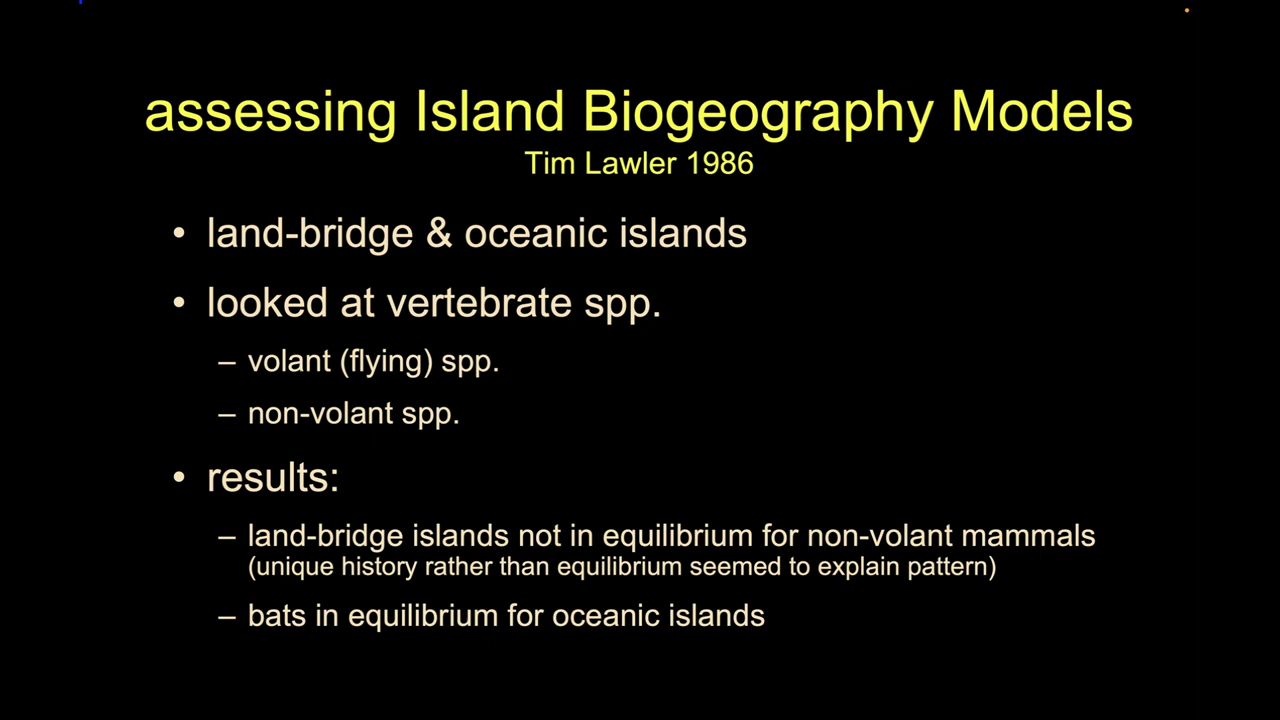 assessing Island Biogeography Models
Tim Lawler 1986
• land-bridge & oceanic islands
• looked at vertebrate spp.
– volant (flying) spp.
– non-volant spp.
• results:
– land-bridge islands not in equilibrium for non-volant mammals
(unique history rather than equilibrium seemed to explain pattern)
– bats in equilibrium for oceanic islands